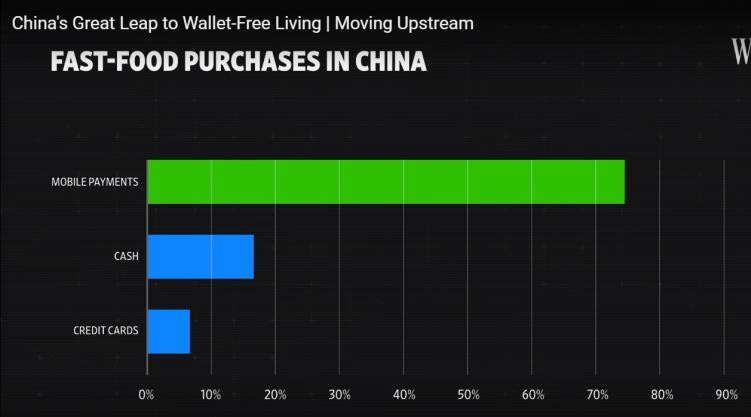 China's Great Leap to Wallet-Free Living | Moving Upstream
W
FAST-FOOD PURCHASES IN CHINA
MOBILE PAYMENTS
CASH
CREDIT CARDS
0% 10% 20% 30% 40% 50% 60% 70% 80% 90%